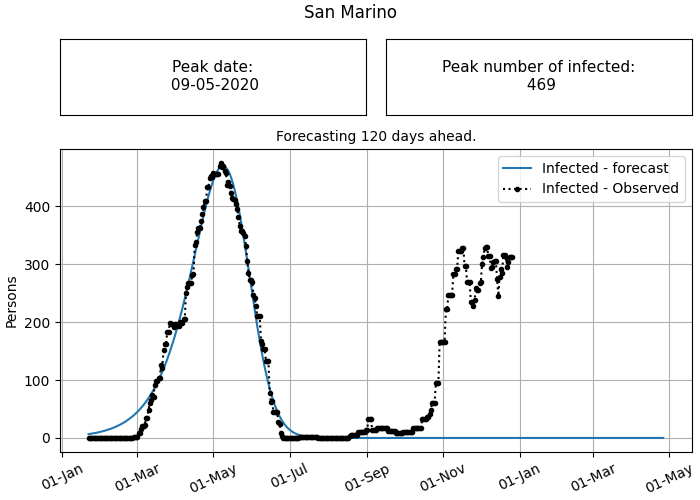 San Marino
Peak date:
09-05-2020
Peak number of infected:
469
Forecasting 120 days ahead.
Infected - forecast
Infected - Observed
Persons
400
300
200
100
0
01-Jan
01-Mar
01-May
01-Jul
01-Sep
01-Nov
01-Jan
01-Mar
01-May